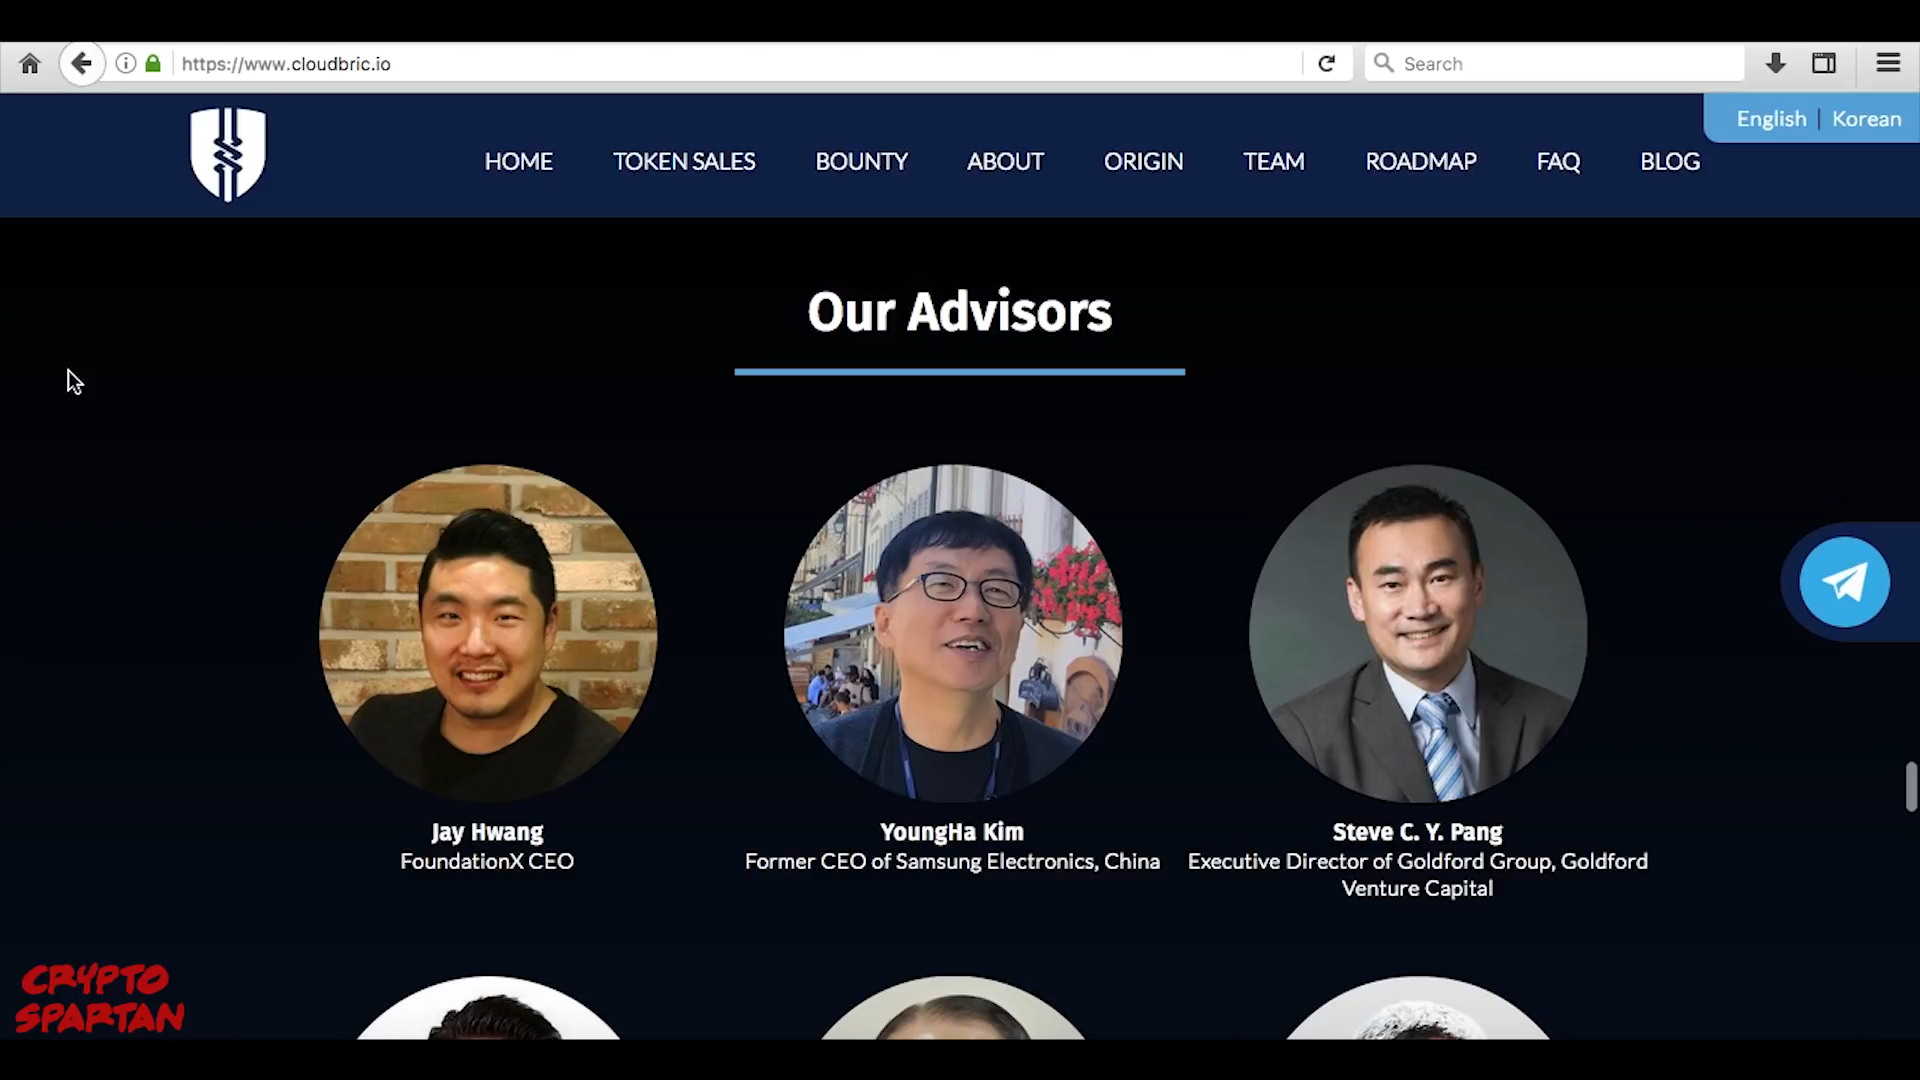 https://www.cloudbric.io
Search
English | Korean
HOME TOKEN SALES BOUNTY ABOUT ORIGIN TEAM ROADMAP FAQ BLOG
Our Advisors
Jay Hwang
FoundationX CEO
YoungHa Kim
Former CEO of Samsung Electronics, China
Steve C. Y. Pang
Executive Director of Goldford Group, Goldford
Venture Capital
CRYPTO
SPARTAN